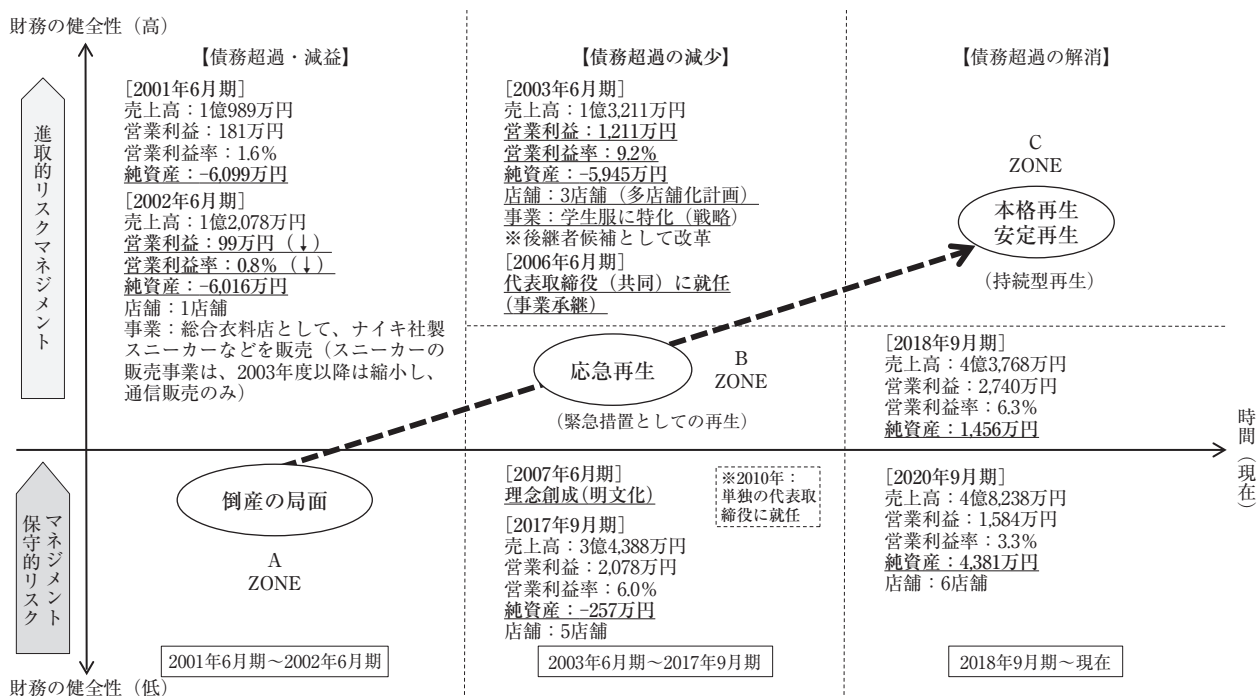 財務の健全性（高）
進取的リスクマネジメント
保守的リスク
マネジメント
【債務超過・減益】
[2001年6月期]
売上高：1億989万円
営業利益：181万円
営業利益率：1.6%
純資産：−6,099万円
[2002年6月期]
売上高：1億2,078万円
営業利益：99万円（↓）
営業利益率：0.8%（↓）
純資産：−6,016万円
店舗：1店舗
事業：総合衣料店として、ナイキ社製
スニーカーなどを販売（スニーカーの
販売事業は、2003年度以降は縮小し、
通信販売のみ）
倒産の局面
A
ZONE
2001年6月期～2002年6月期
【債務超過の減少】
[2003年6月期]
売上高：1億3,211万円
営業利益：1,211万円
営業利益率：9.2%
純資産：−5,945万円
店舗：3店舗（多店舗化計画）
事業：学生服に特化（戦略）
※後継者候補として改革
[2006年6月期]
代表取締役（共同）に就任
（事業承継）
応急再生
B
ZONE
（緊急措置としての再生）
[2007年6月期]
理念創成（明文化）
※2010年：
単独の代表取
締役に就任
[2017年9月期]
売上高：3億4,388万円
営業利益：2,078万円
営業利益率：6.0%
純資産：−257万円
店舗：5店舗
2003年6月期～2017年9月期
【債務超過の解消】
C
ZONE
本格再生
安定再生
（持続型再生）
[2018年9月期]
売上高：4億3,768万円
営業利益：2,740万円
営業利益率：6.3%
純資産：1,456万円
[2020年9月期]
売上高：4億8,238万円
営業利益：1,584万円
営業利益率：3.3%
純資産：4,381万円
店舗：6店舗
2018年9月期～現在
時間（現在）
財務の健全性（低）